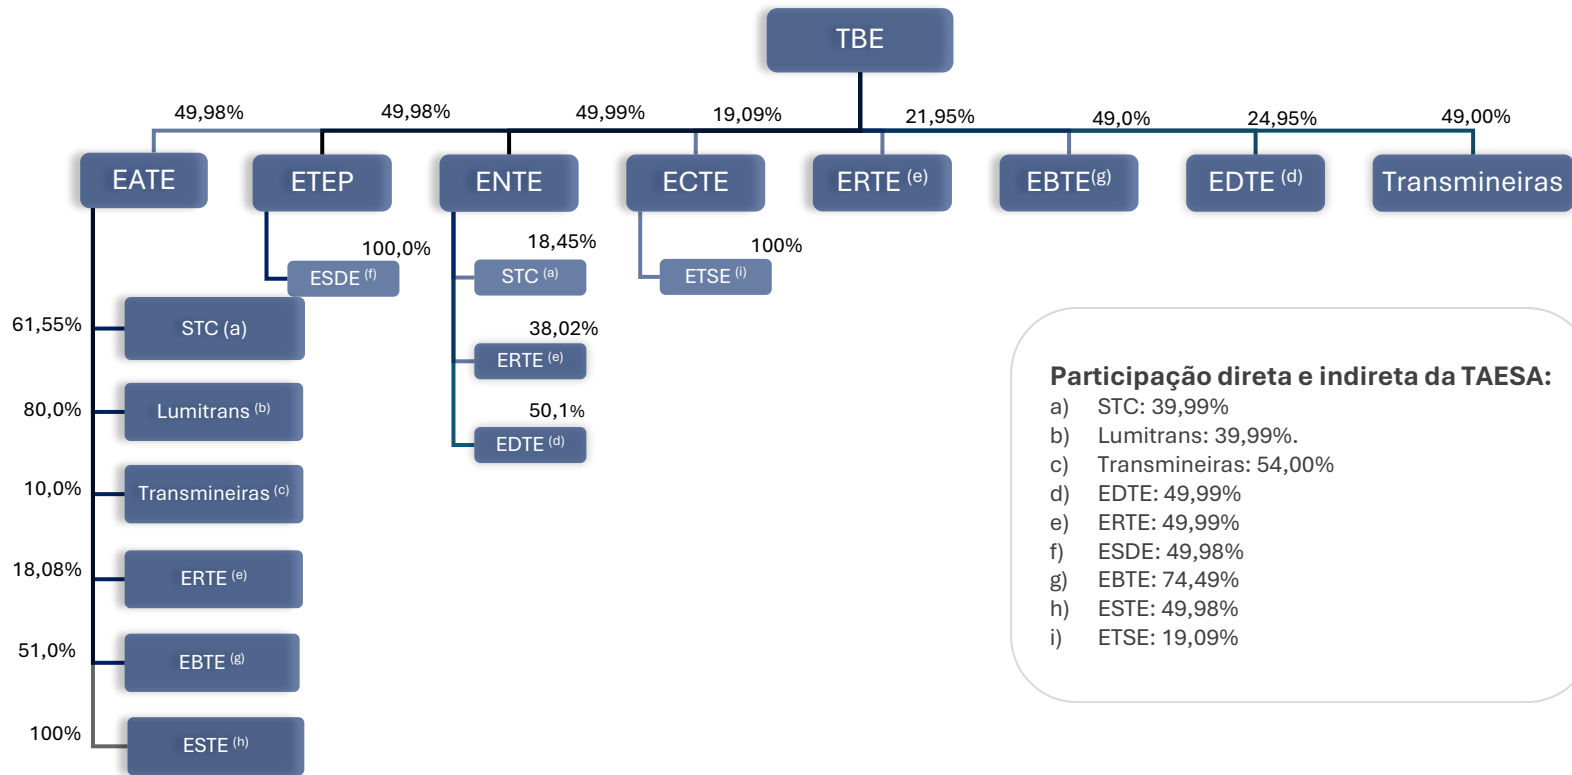 TBE
49,98%
49,98%
49,99%
19,09%
21,95%
49,0%
24,95%
49,00%
EATE
ETEP
ENTE
ECTE
ERTE (e)
EBTE(g)
EDTE (d)
Transmineiras
100,0%
ESDE (f)
18,45%
STC (a)
100%
ETSE (i)
61,55%
STC (a)
38,02%
ERTE (e)
80,0%
Lumitrans (b)
50,1%
EDTE (d)
10,0%
Transmineiras (c)
18,08%
ERTE (e)
51,0%
EBTE (g)
100%
ESTE (h)
Participação direta e indireta da TAESA:
a) STC: 39,99%
b) Lumitrans: 39,99%.
c) Transmineiras: 54,00%
d) EDTE: 49,99%
e) ERTE: 49,99%
f) ESDE: 49,98%
g) EBTE: 74,49%
h) ESTE: 49,98%
i) ETSE: 19,09%